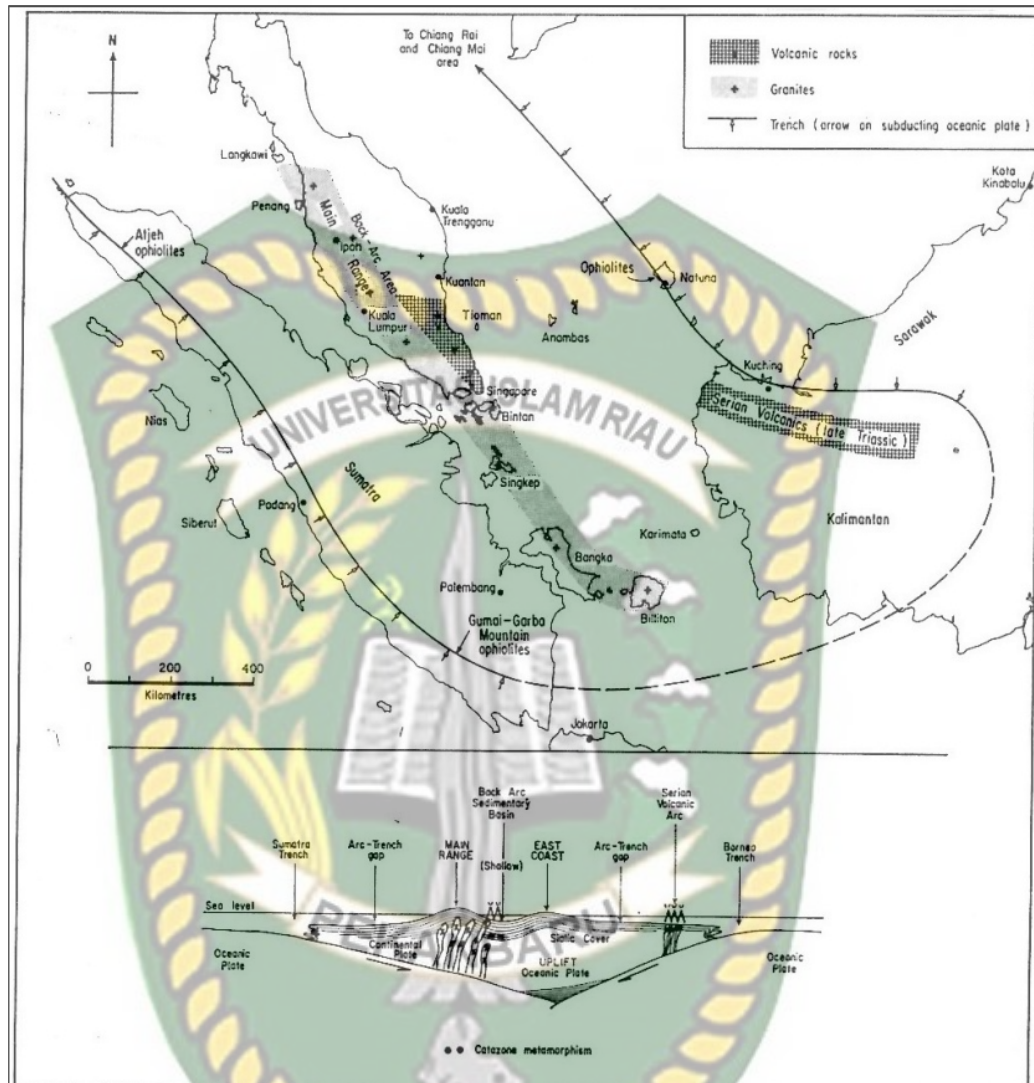 N
To Chiang Rai
and Chiang Mai
area
Volcanic rocks
Granites
Trench (arrow on subducting oceanic plate)
Kota
Kinabalu
Langkawi
Penang
Ipoh
Main
Range
Back-Arc Area
Kuala
Trengganu
Kuantan
Kuala
Lumpur
Tioman
Anambas
Ophiolites
Natuna
Sarawak
Kuching
Serian Volcanics (late Triassic)
Atjeh
ophiolites
Nias
Siberut
Padang
Sumatra
Singapore
Bintan
Singkep
Bangka
Billiton
Karimata
Kalimantan
Palembang
Gumai-Garba
Mountain
ophiolites
Jakarta
0 200 400
Kilometres
UNIVERSITAS ISLAM RIAU
Sumatra
Trench
Arc-Trench
gap
MAIN
RANGE
Back Arc
Sedimentary
Basin
(Shallow)
EAST
COAST
Arc-Trench
gap
Serian
Volcanic
Arc
Borneo
Trench
Sea level
Oceanic
Plate
Continental
Plate
Sialic Cover
UPLIFT
Oceanic Plate
Oceanic
Plate
PEKANBARU
Catazone metamorphism